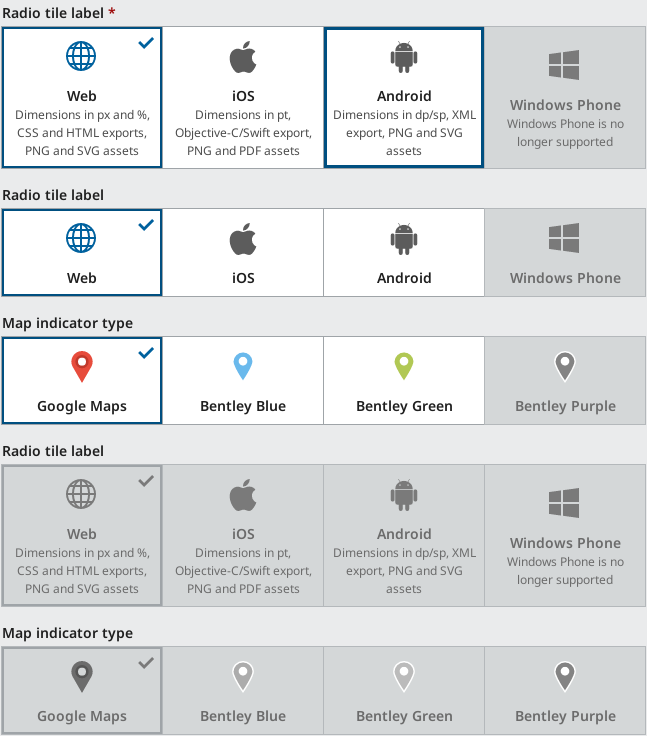 Radio tile label *
Web
Dimensions in px and %,
CSS and HTML exports,
PNG and SVG assets
iOS
Dimensions in pt,
Objective-C/Swift export,
PNG and PDF assets
Android
Dimensions in dp/sp, XML
export, PNG and SVG
assets
Windows Phone
Windows Phone is no
longer supported
Radio tile label
Web
iOS
Android
Windows Phone
Map indicator type
Google Maps
Bentley Blue
Bentley Green
Bentley Purple
Radio tile label
Web
Dimensions in px and %,
CSS and HTML exports,
PNG and SVG assets
iOS
Dimensions in pt,
Objective-C/Swift export,
PNG and PDF assets
Android
Dimensions in dp/sp, XML
export, PNG and SVG
assets
Windows Phone
Windows Phone is no
longer supported
Map indicator type
Google Maps
Bentley Blue
Bentley Green
Bentley Purple